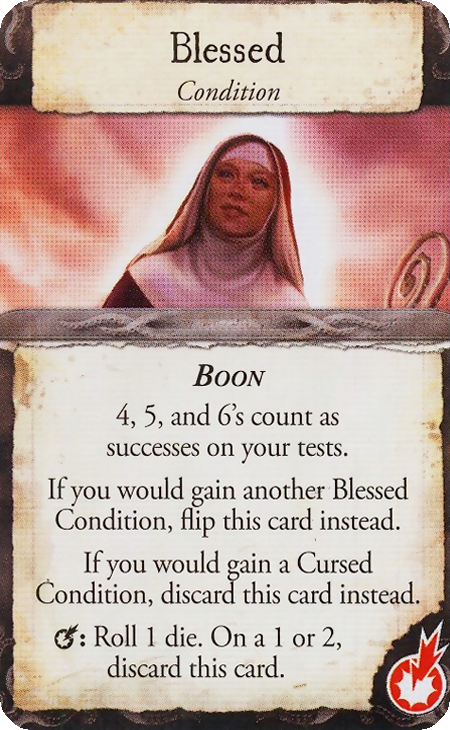 Blessed
Condition
BOON
4, 5, and 6's count as
successes on your tests.
If you would gain another Blessed
Condition, flip this card instead.
If you would gain a Cursed
Condition, discard this card instead.
: Roll 1 die. On a 1 or 2,
discard this card.